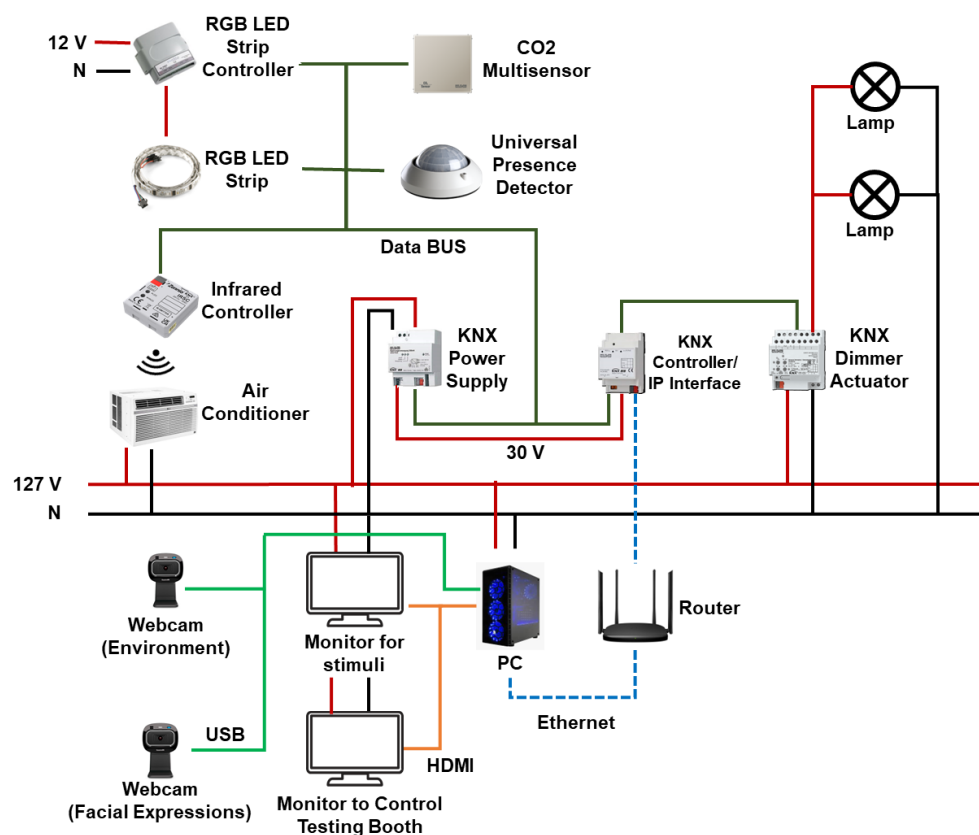 12 V
N
RGB LED
Strip
Controller
CO2
Multisensor
Lamp
RGB LED
Strip
Universal
Presence
Detector
Lamp
Data BUS
Infrared
Controller
KNX
Power
Supply
KNX
Controller/
IP Interface
KNX
Dimmer
Actuator
Air
Conditioner
30 V
127 V
N
Webcam
(Environment)
Monitor for
stimuli
PC
Router
Ethernet
USB
HDMI
Webcam
(Facial Expressions)
Monitor to Control
Testing Booth